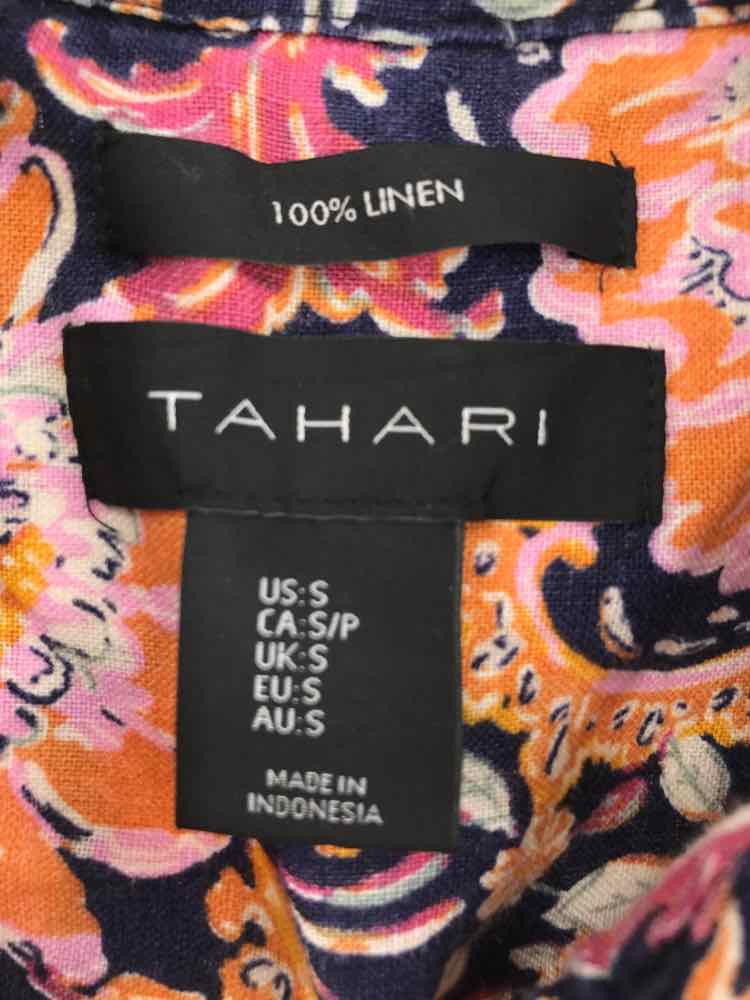 100% LINEN
TAHARI
US:S
CA:S/P
UK:S
EU:S
AU:S
MADE IN
INDONESIA